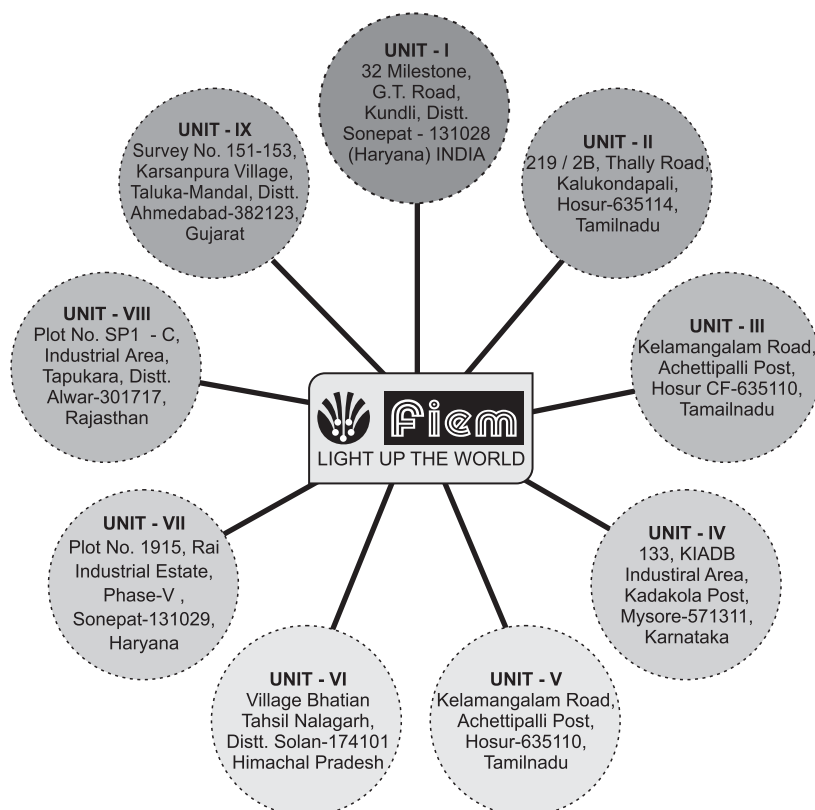 UNIT - I
32 Milestone,
G.T. Road,
Kundli, Distt.
Sonepat - 131028
(Haryana) INDIA
UNIT - II
219 / 2B, Thally Road,
Kalukondapali,
Hosur-635114,
Tamilnadu
UNIT - III
Kelamangalam Road,
Achettipalli Post,
Hosur CF-635110,
Tamailnadu
UNIT - IV
133, KIADB
Industiral Area,
Kadakola Post,
Mysore-571311,
Karnataka
UNIT - V
Kelamangalam Road,
Achettipalli Post,
Hosur-635110,
Tamilnadu
UNIT - VI
Village Bhatian
Tahsil Nalagarh,
Distt. Solan-174101
Himachal Pradesh
UNIT - VII
Plot No. 1915, Rai
Industrial Estate,
Phase-V ,
Sonepat-131029,
Haryana
UNIT - VIII
Plot No. SP1 - C,
Industrial Area,
Tapukara, Distt.
Alwar-301717,
Rajasthan
UNIT - IX
Survey No. 151-153,
Karsanpura Village,
Taluka-Mandal, Distt.
Ahmedabad-382123,
Gujarat
Fiem
LIGHT UP THE WORLD